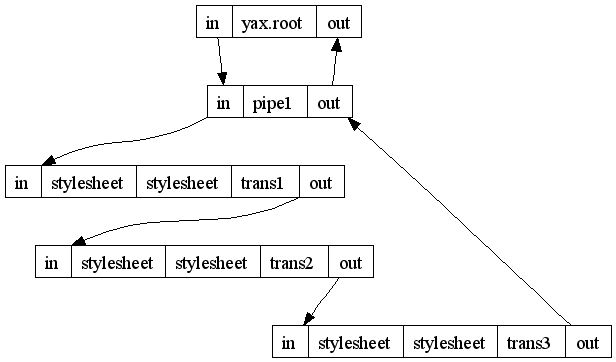 in yax.root out
in pipe1 out
in stylesheet stylesheet trans1 out
in stylesheet stylesheet trans2 out
in stylesheet stylesheet trans3 out